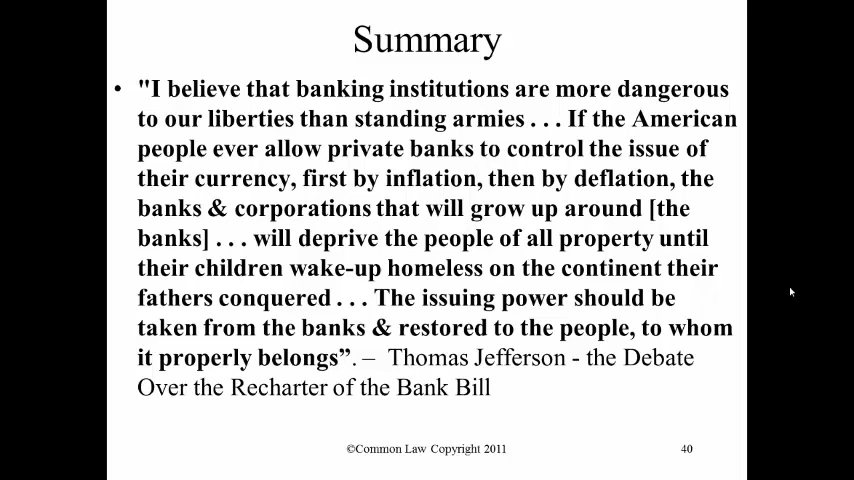 Summary
• "I believe that banking institutions are more dangerous
to our liberties than standing armies . . . If the American
people ever allow private banks to control the issue of
their currency, first by inflation, then by deflation, the
banks & corporations that will grow up around [the
banks] . . . will deprive the people of all property until
their children wake-up homeless on the continent their
fathers conquered . . . The issuing power should be
taken from the banks & restored to the people, to whom
it properly belongs”. – Thomas Jefferson - the Debate
Over the Recharter of the Bank Bill
©Common Law Copyright 2011 40